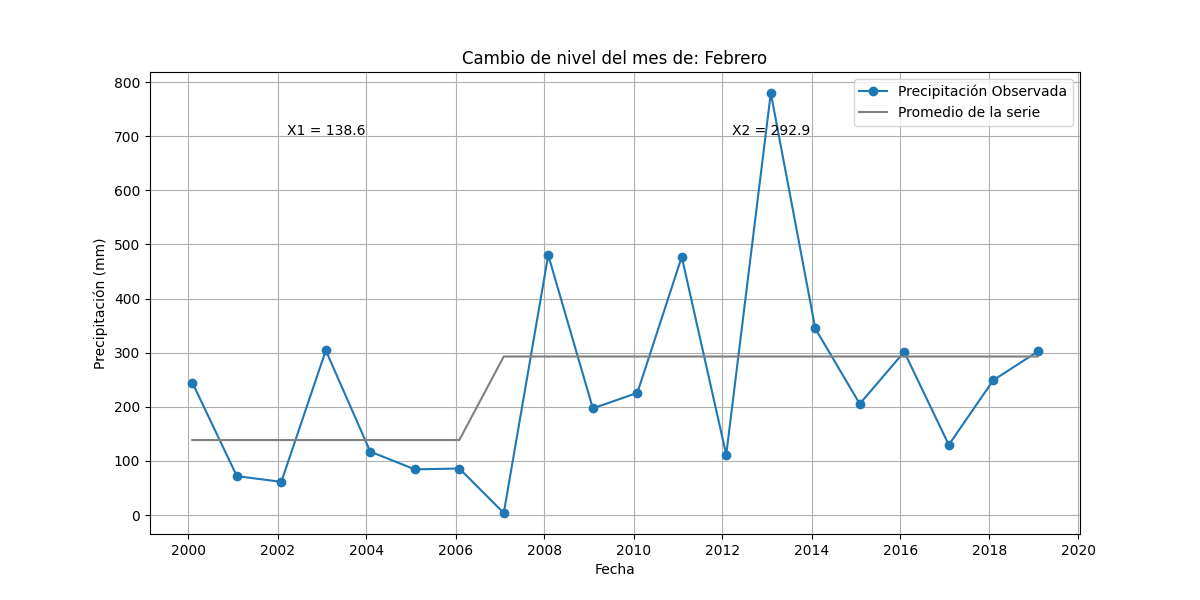 Cambio de nivel del mes de: Febrero
Precipitación Observada
Promedio de la serie
X1 = 138.6
X2 = 292.9
Precipitación (mm)
800
700
600
500
400
300
200
100
0
2000 2002 2004 2006 2008 2010 2012 2014 2016 2018 2020
Fecha